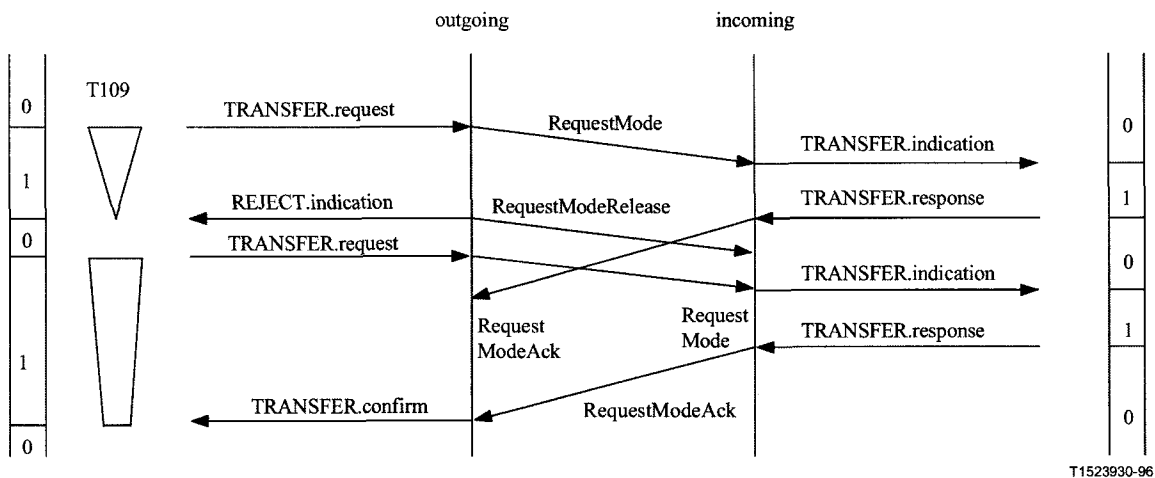 outgoing
incoming
T109
0
TRANSFER.request
RequestMode
0
TRANSFER.indication
1
REJECT.indication
RequestModeRelease
TRANSFER.response
1
0
TRANSFER.request
TRANSFER.indication
0
Request
ModeAck
Request
Mode
TRANSFER.response
1
1
TRANSFER.confirm
RequestModeAck
0
0
T1523930-96